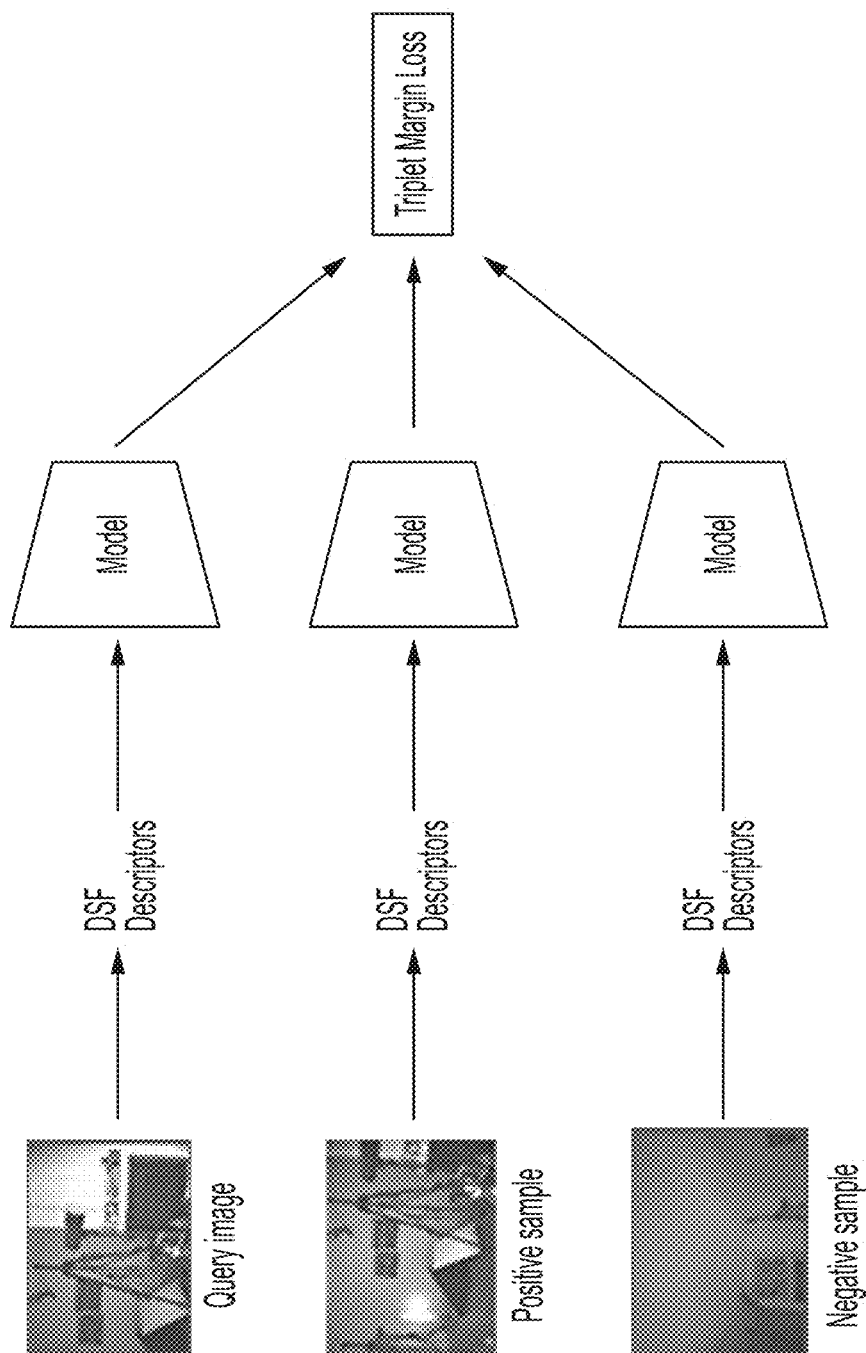 Query image
DSF
Descriptors
Model
Positive sample
DSF
Descriptors
Model
Negative sample
DSF
Descriptors
Model
Triplet Margin Loss